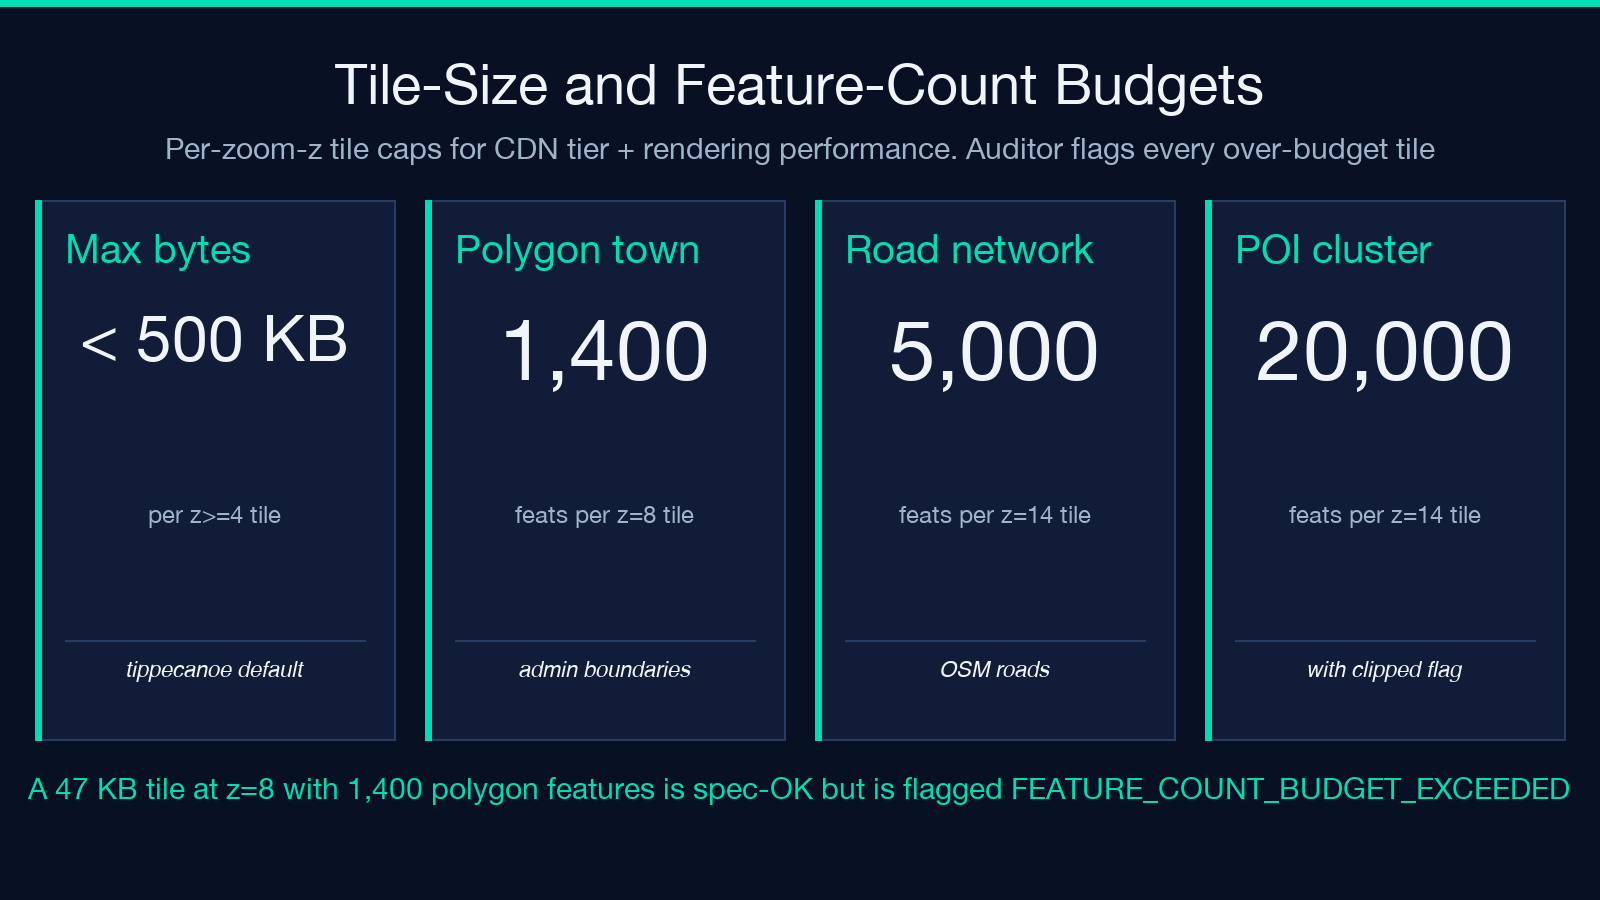 Tile-Size and Feature-Count Budgets
Per-zoom-z tile caps for CDN tier + rendering performance. Auditor flags every over-budget tile
Max bytes
< 500 KB
per z>=4 tile
tippecanoe default
Polygon town
1,400
feats per z=8 tile
admin boundaries
Road network
5,000
feats per z=14 tile
OSM roads
POI cluster
20,000
feats per z=14 tile
with clipped flag
A 47 KB tile at z=8 with 1,400 polygon features is spec-OK but is flagged FEATURE_COUNT_BUDGET_EXCEEDED